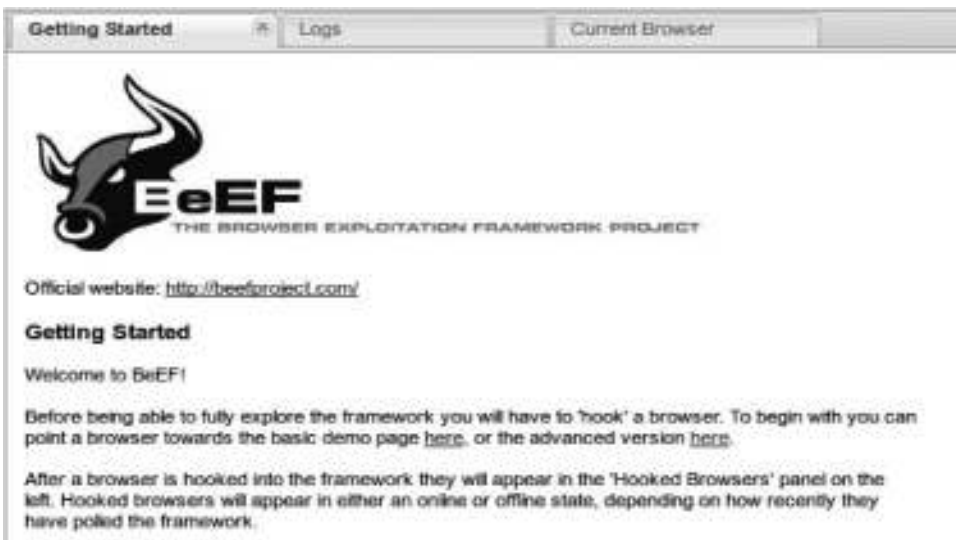 Getting Started
Logs
Current Browser
BeEF
THE BROWSER EXPLOITATION FRAMEWORK PROJECT
Official website: http://beefproject.com/
Getting Started
Welcome to BeEF!
Before being able to fully explore the framework you will have to 'hook' a browser. To begin with you can
point a browser towards the basic demo page here, or the advanced version here.
After a browser is hooked into the framework they will appear in the 'Hooked Browsers' panel on the
left. Hooked browsers will appear in either an online or offline state, depending on how recently they
have polled the framework.